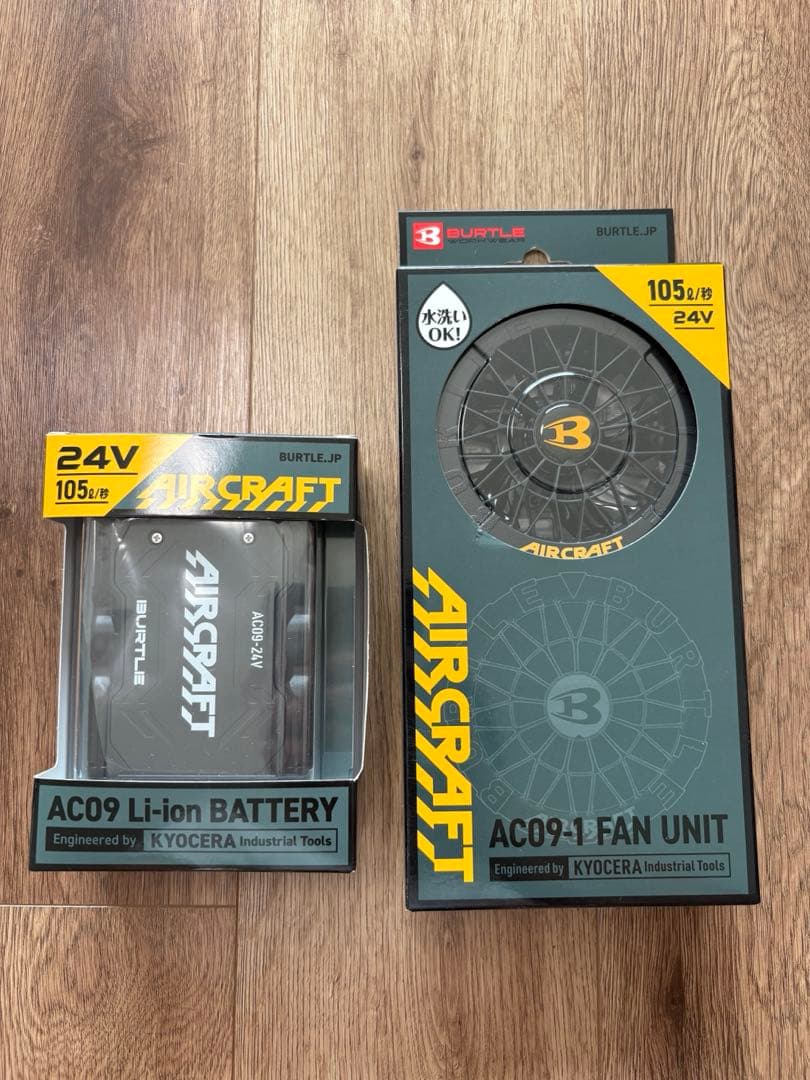 24V
105ℓ/秒
BURTLE.JP
AIRCRAFT
AIRCRAFT
BURTLE
AC09-24V
AC09 Li-ion BATTERY
Engineered by KYOCERA Industrial Tools
BURTLE
WORKWEAR
BURTLE.JP
水洗い
OK!
105ℓ/秒
24V
B
AIRCRAFT
AIRCRAFT
BURTLE
AC09-1 FAN UNIT
Engineered by KYOCERA Industrial Tools